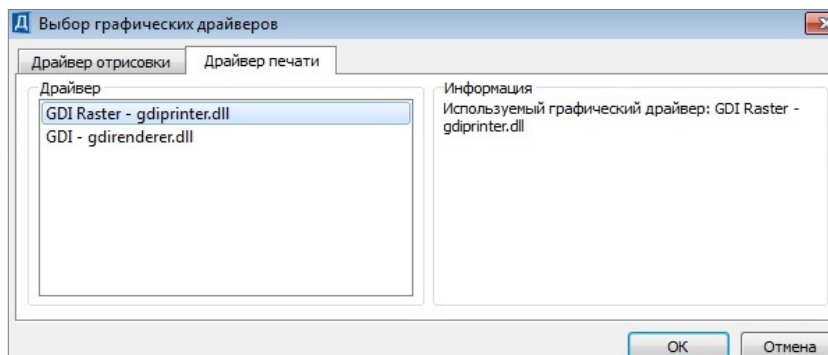 Д Выбор графических драйверов
Драйвер отрисовки Драйвер печати
Драйвер
GDI Raster - gdiprinter.dll
GDI - gdirenderer.dll
Информация
Используемый графический драйвер: GDI Raster -
gdiprinter.dll
OK Отмена